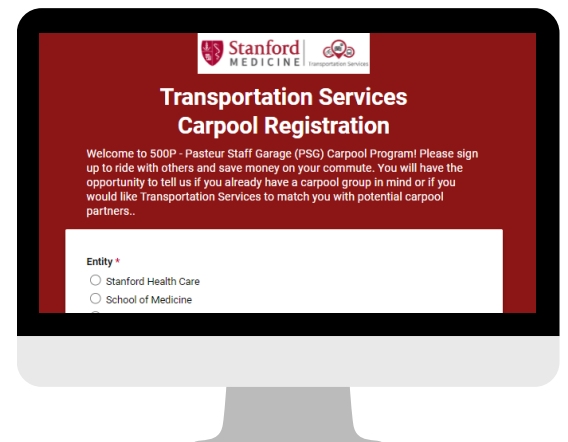 Stanford
MEDICINE
Transportation Services
Transportation Services
Carpool Registration
Welcome to 500P - Pasteur Staff Garage (PSG) Carpool Program! Please sign
up to ride with others and save money on your commute. You will have the
opportunity to tell us if you already have a carpool group in mind or if you
would like Transportation Services to match you with potential carpool
partners..
Entity *
Stanford Health Care
School of Medicine